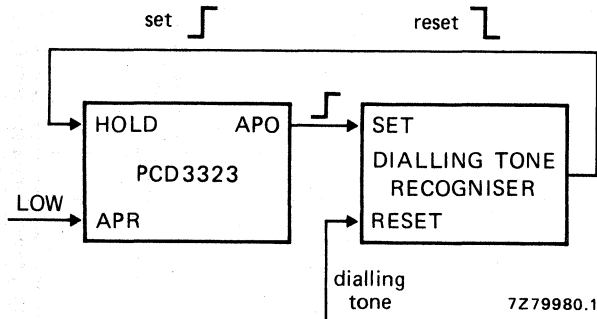 set
reset
HOLD APO
SET
PCD3323
DIALLING TONE
RECOGNISER
LOW
APR
RESET
dialling
tone
7Z79980.1